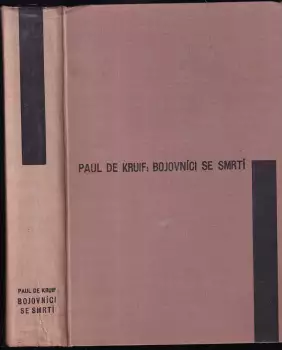 PAUL DE KRUIF: BOJOVNÍCI SE SMRTÍ
PAUL DE KRUIF:
BOJOVNÍCI
SE SMRTÍ